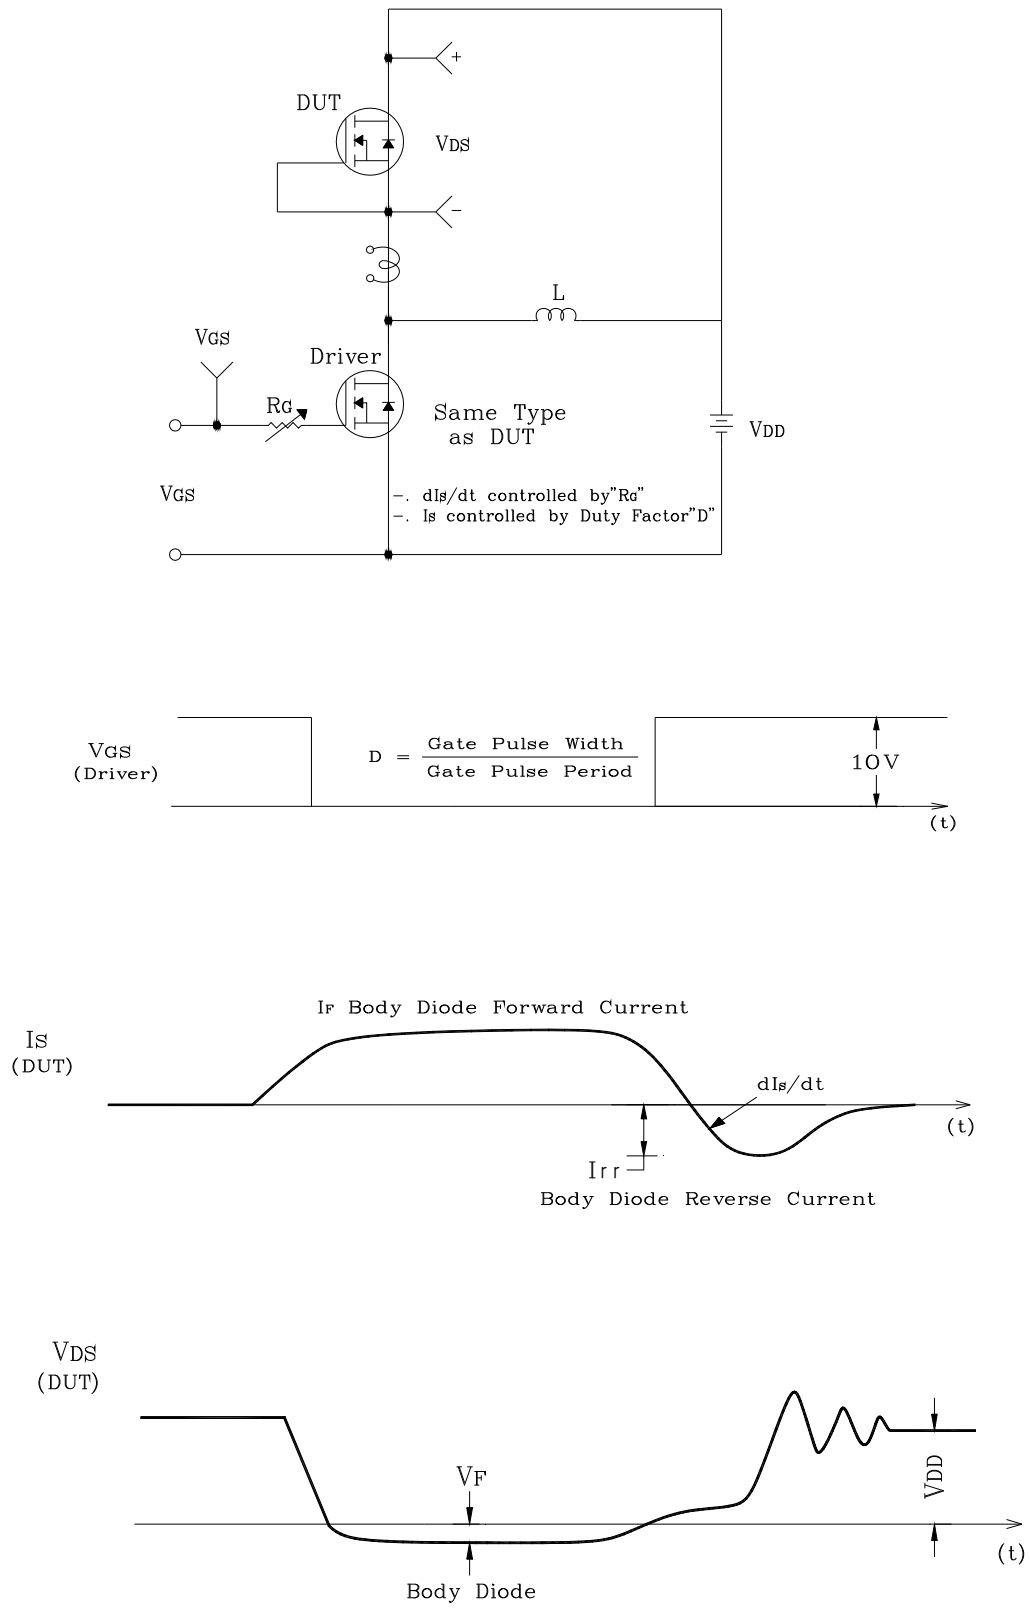 +
DUT
VDS
−
L
VGS
Driver
RG
Same Type
as DUT
VDD
VGS
−. dIs/dt controlled by"RG"
−. Is controlled by Duty Factor"D"
VGS
(Driver)
D = Gate Pulse Width
Gate Pulse Period
10V
(t)
IF Body Diode Forward Current
IS
(DUT)
dIs/dt
(t)
Irr
Body Diode Reverse Current
VDS
(DUT)
VF
VDD
(t)
Body Diode